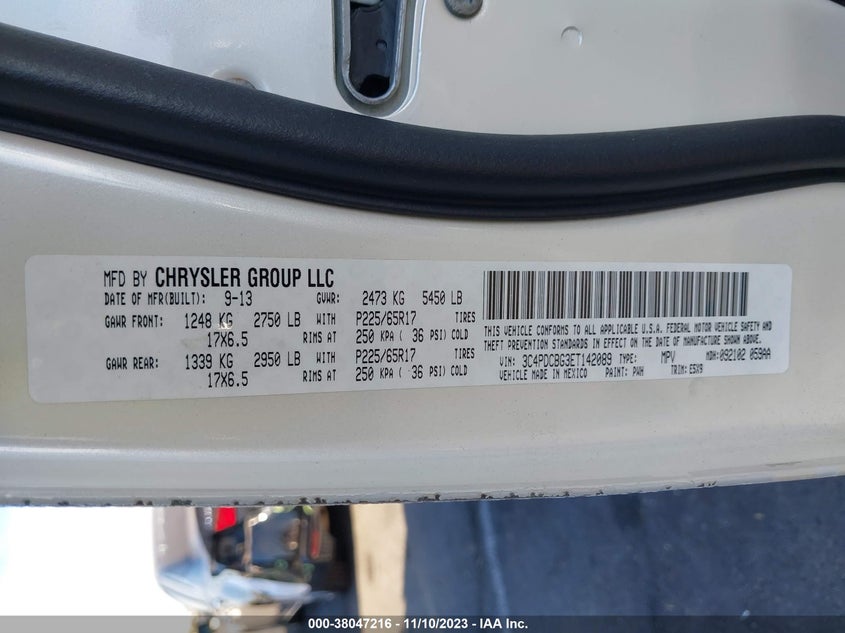 MFD BY CHRYSLER GROUP LLC
DATE OF MFR(BUILT): 9-13 GVWR: 2473 KG 5450 LB
GAWR FRONT: 1248 KG 2750 LB WITH P225/65R17 TIRES
17X6.5 RIMS AT 250 KPA ( 36 PSI) COLD
GAWR REAR: 1339 KG 2950 LB WITH P225/65R17 TIRES
17X6.5 RIMS AT 250 KPA ( 36 PSI) COLD
THIS VEHICLE CONFORMS TO ALL APPLICABLE U.S.A. FEDERAL MOTOR VEHICLE SAFETY AND
THEFT PREVENTION STANDARDS IN EFFECT ON THE DATE OF MANUFACTURE SHOWN ABOVE.
VIN: 3C4PDCBG3ET142089 TYPE: MPV MDH:092102 059AA
VEHICLE MADE IN MEXICO PAINT: PWH TRIM:E5X9
000-38047216 - 11/10/2023 - IAA Inc.